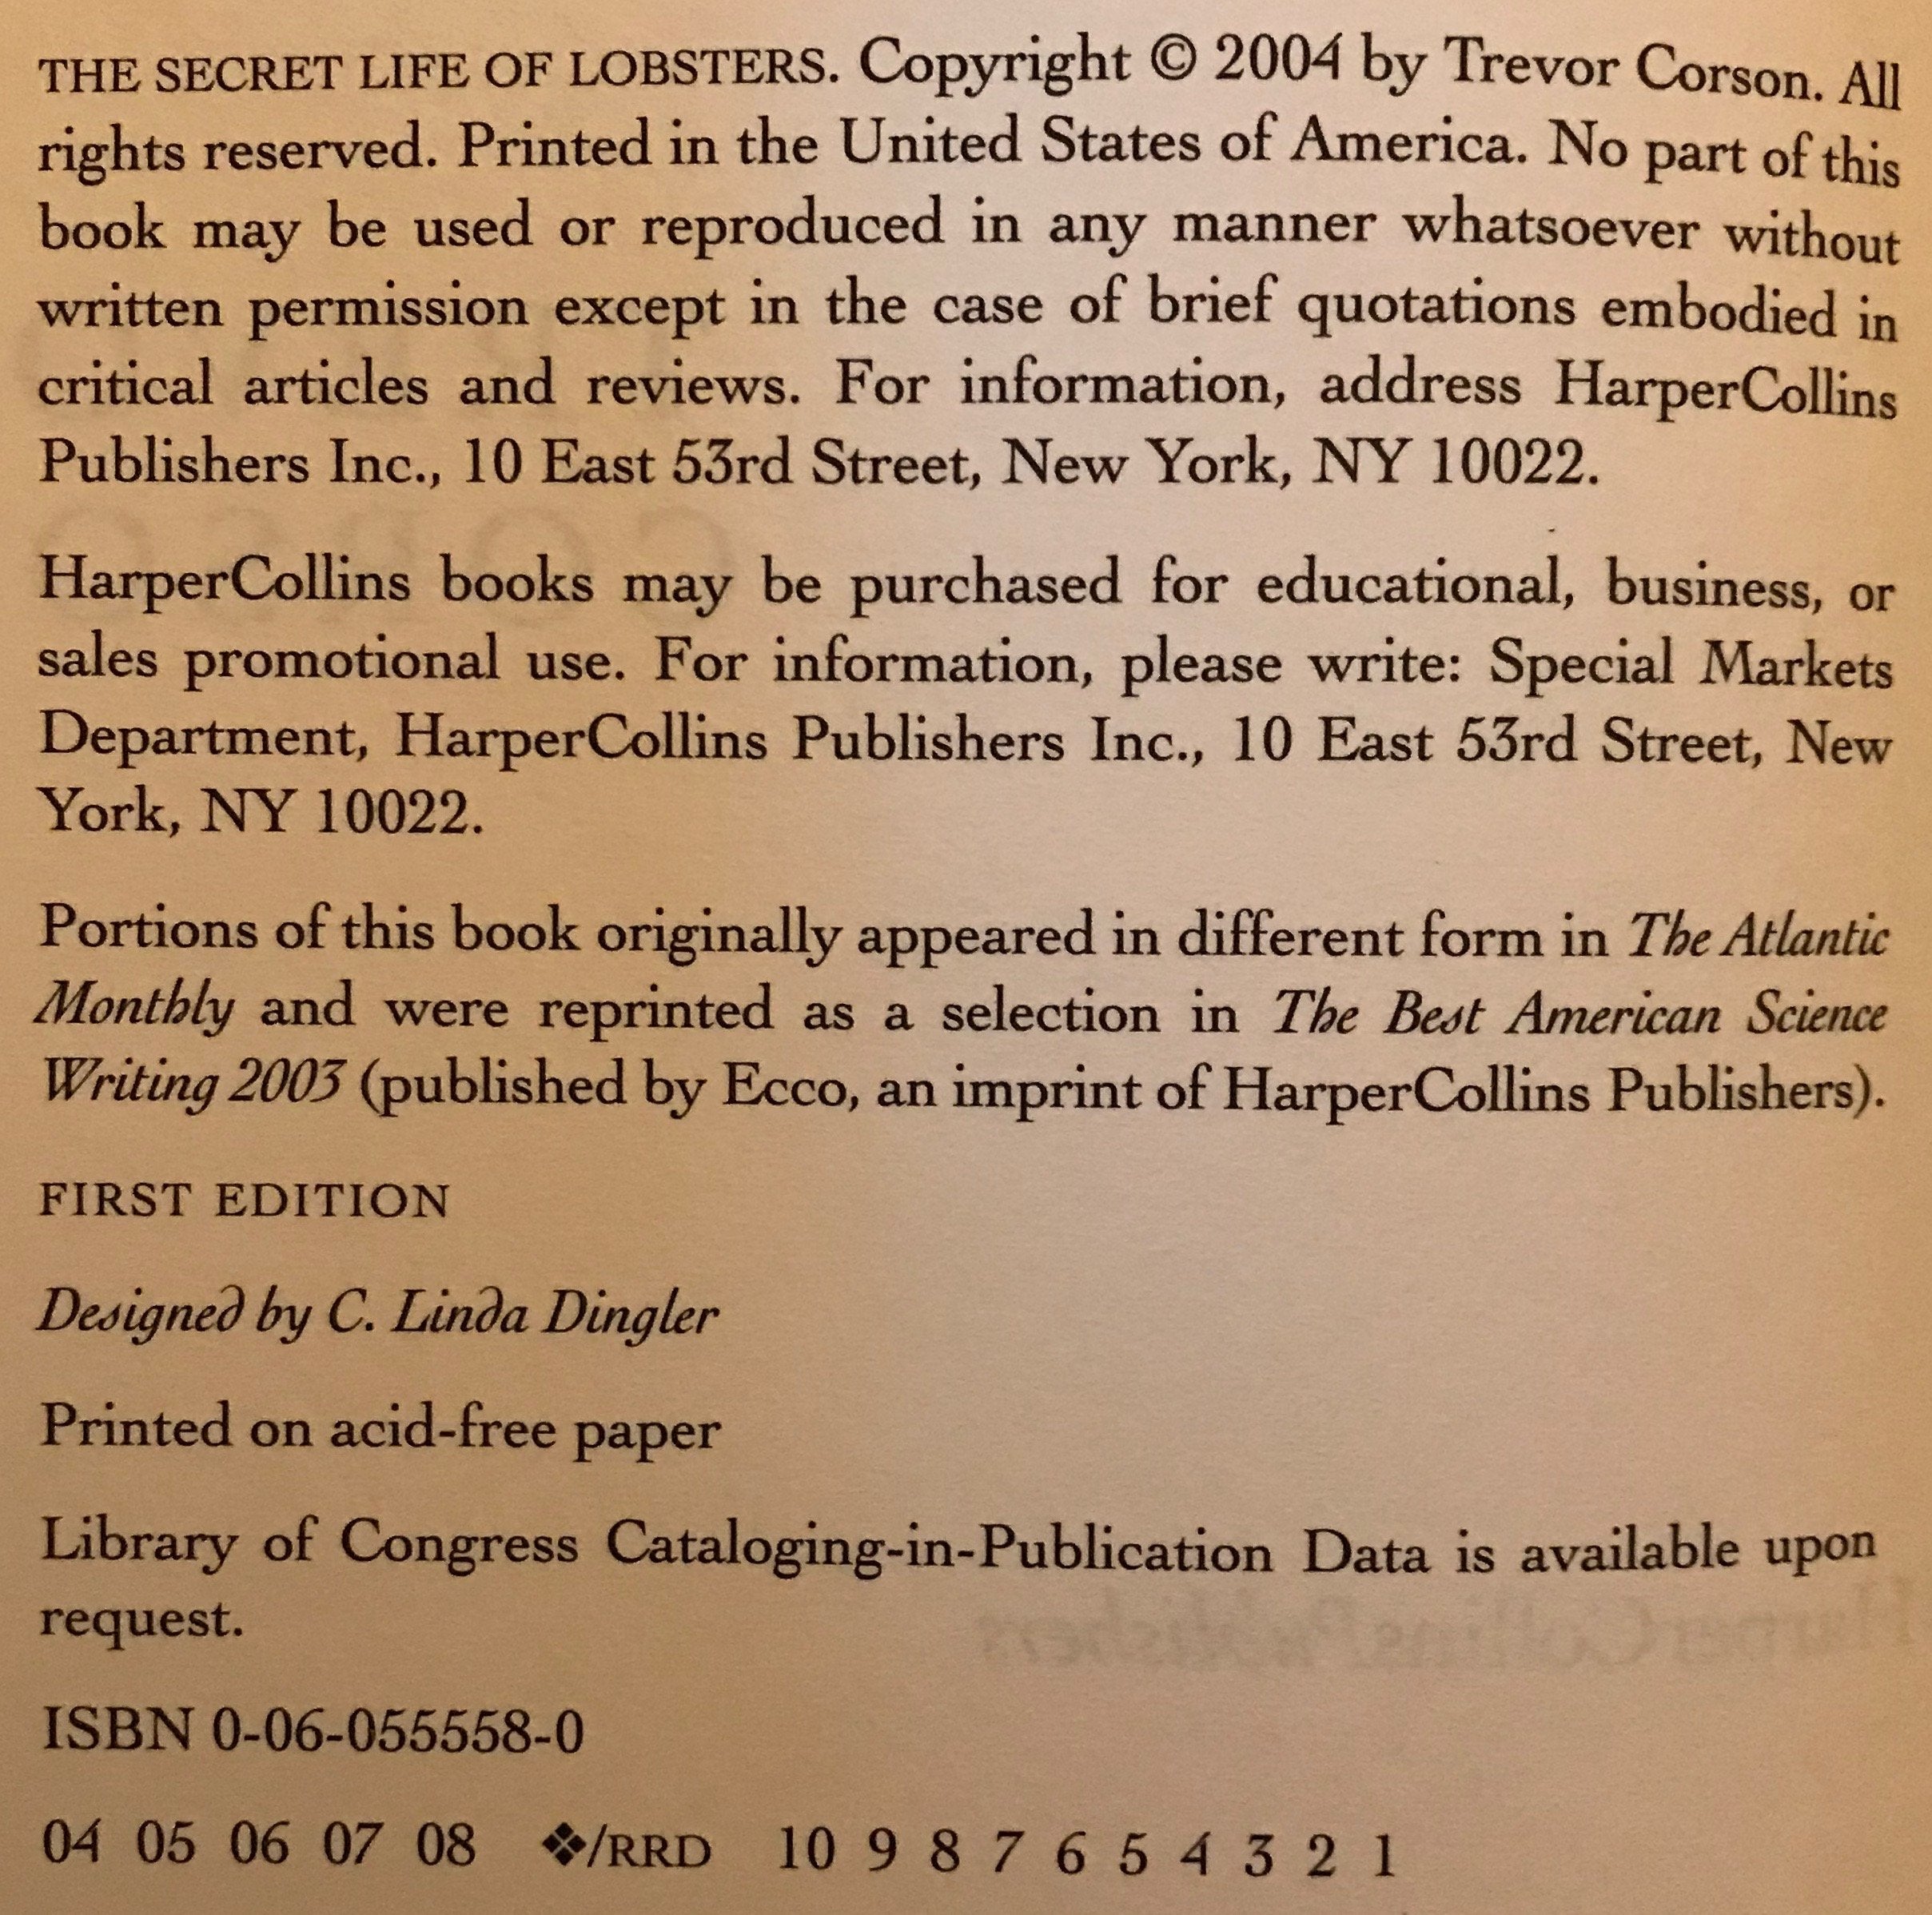 THE SECRET LIFE OF LOBSTERS. Copyright © 2004 by Trevor Corson. All
rights reserved. Printed in the United States of America. No part of this
book may be used or reproduced in any manner whatsoever without
written permission except in the case of brief quotations embodied in
critical articles and reviews. For information, address HarperCollins
Publishers Inc., 10 East 53rd Street, New York, NY 10022.
HarperCollins books may be purchased for educational, business, or
sales promotional use. For information, please write: Special Markets
Department, HarperCollins Publishers Inc., 10 East 53rd Street, New
York, NY 10022.
Portions of this book originally appeared in different form in The Atlantic
Monthly and were reprinted as a selection in The Best American Science
Writing 2003 (published by Ecco, an imprint of HarperCollins Publishers).
FIRST EDITION
Designed by C. Linda Dingler
Printed on acid-free paper
Library of Congress Cataloging-in-Publication Data is available upon
request.
ISBN 0-06-055558-0
04 05 06 07 08 ❖/RRD 10 9 8 7 6 5 4 3 2 1